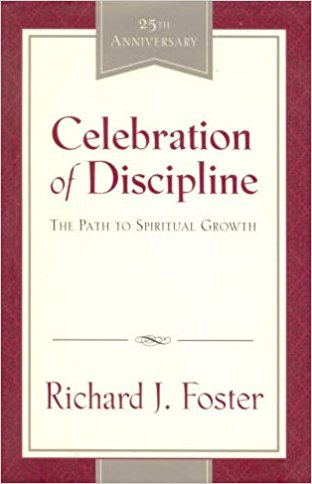 25TH
ANNIVERSARY
Celebration
of Discipline
THE PATH TO SPIRITUAL GROWTH
Richard J. Foster